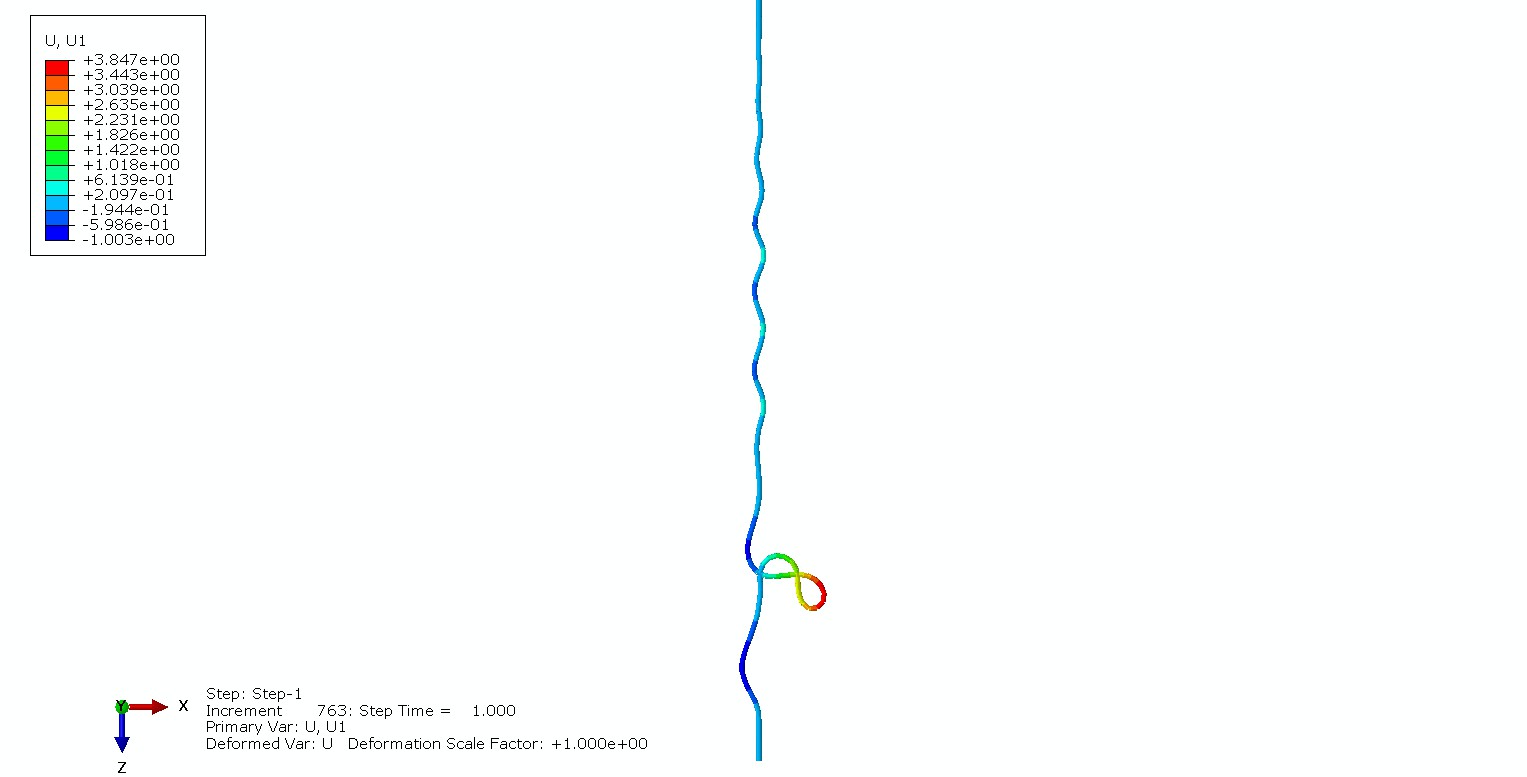 U, U1
+3.847e+00
+3.443e+00
+3.039e+00
+2.635e+00
+2.231e+00
+1.826e+00
+1.422e+00
+1.018e+00
+6.139e-01
+2.097e-01
-1.944e-01
-5.986e-01
-1.003e+00
Y
X
Z
Step: Step-1
Increment 763: Step Time = 1.000
Primary Var: U, U1
Deformed Var: U Deformation Scale Factor: +1.000e+00